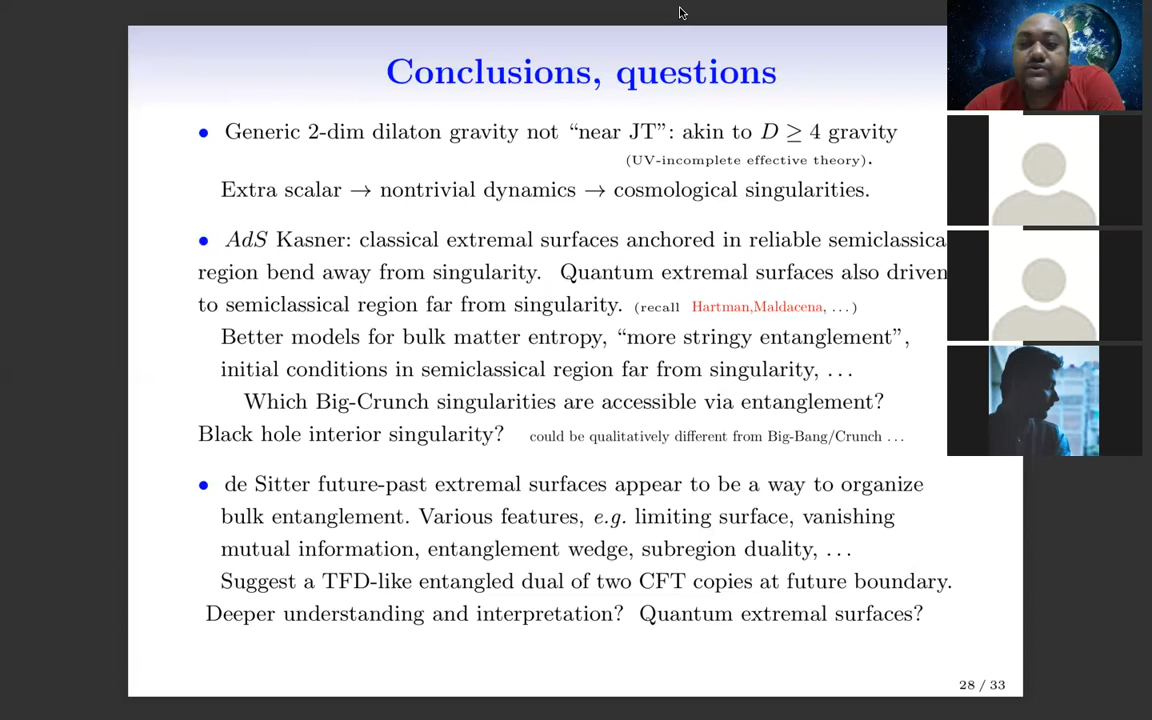 Conclusions, questions
• Generic 2-dim dilaton gravity not “near JT”: akin to D ≥ 4 gravity
(UV-incomplete effective theory).
Extra scalar → nontrivial dynamics → cosmological singularities.
• AdS Kasner: classical extremal surfaces anchored in reliable semiclassica
region bend away from singularity. Quantum extremal surfaces also driven
to semiclassical region far from singularity. (recall Hartman,Maldacena, ...)
Better models for bulk matter entropy, “more stringy entanglement”,
initial conditions in semiclassical region far from singularity, ...
Which Big-Crunch singularities are accessible via entanglement?
Black hole interior singularity? could be qualitatively different from Big-Bang/Crunch ...
• de Sitter future-past extremal surfaces appear to be a way to organize
bulk entanglement. Various features, e.g. limiting surface, vanishing
mutual information, entanglement wedge, subregion duality, ...
Suggest a TFD-like entangled dual of two CFT copies at future boundary.
Deeper understanding and interpretation? Quantum extremal surfaces?
28 / 33